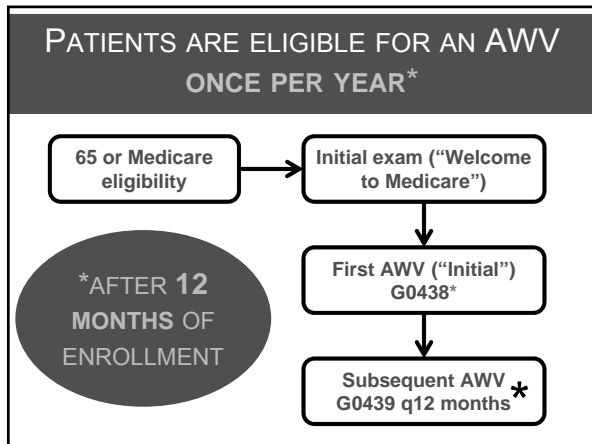 PATIENTS ARE ELIGIBLE FOR AN AWV
ONCE PER YEAR*
65 or Medicare
eligibility
Initial exam (“Welcome
to Medicare”)
First AWV (“Initial”)
G0438*
*AFTER 12
MONTHS OF
ENROLLMENT
Subsequent AWV
G0439 q12 months*